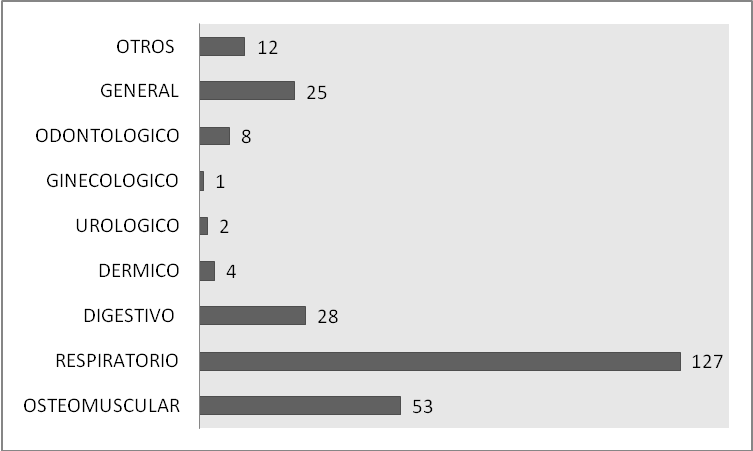 OTROS 12
GENERAL 25
ODONTOLOGICO 8
GINECOLOGICO 1
UROLOGICO 2
DERMICO 4
DIGESTIVO 28
RESPIRATORIO 127
OSTEOMUSCULAR 53